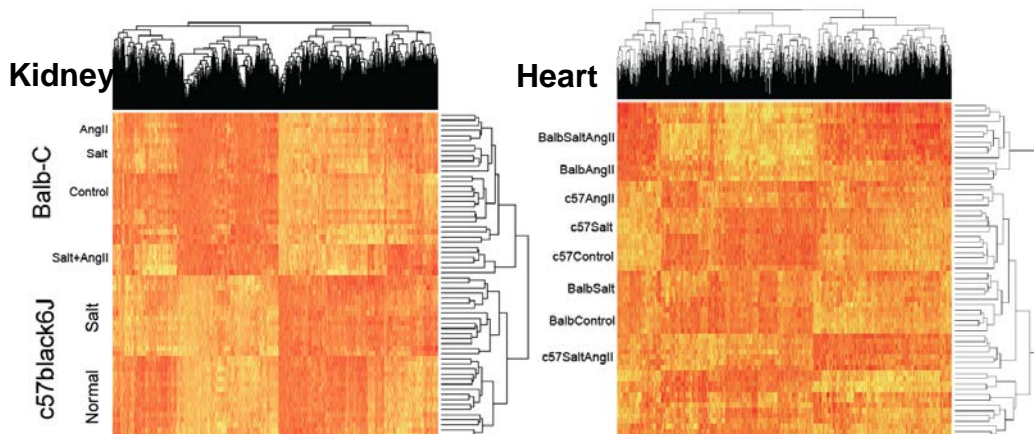 Kidney
Balb-C
AngII
Salt
Control
Salt+AngII
c57black6J
Salt
Normal
Heart
BalbSaltAngII
BalbAngII
c57AngII
c57Salt
c57Control
BalbSalt
BalbControl
c57SaltAngII